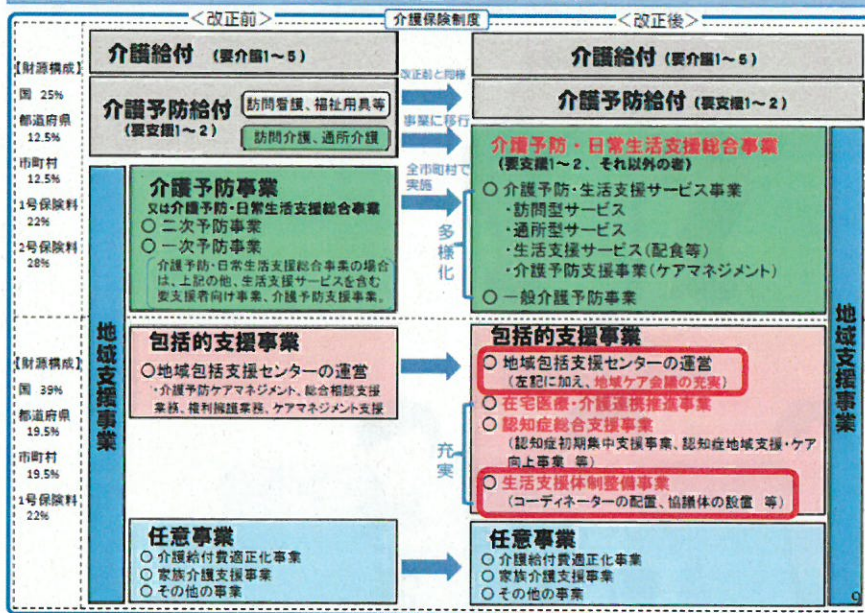 介護保険制度
＜改正前＞
＜改正後＞
【財源構成】
国 25%
都道府県
12.5%
市町村
12.5%
1号保険料
22%
2号保険料
28%
【財源構成】
国 39%
都道府県
19.5%
市町村
19.5%
1号保険料
22%
介護給付（要介護1～5）
介護予防給付
（要支援1～2）
訪問看護、福祉用具等
訪問介護、通所介護
地域支援事業
介護予防事業
又は介護予防・日常生活支援総合事業
○ 二次予防事業
○ 一次予防事業
介護予防・日常生活支援総合事業の場合
は、上記の他、生活支援サービスを含む
要支援者向け事業、介護予防支援事業。
包括的支援事業
○地域包括支援センターの運営
・介護予防ケアマネジメント、総合相談支援
業務、権利擁護業務、ケアマネジメント支援
任意事業
○ 介護給付費適正化事業
○ 家族介護支援事業
○ その他の事業
改正前と同様
事業に移行
全市町村で
実施
多様化
充実
介護給付（要介護1～5）
介護予防給付（要支援1～2）
介護予防・日常生活支援総合事業
（要支援1～2、それ以外の者）
○ 介護予防・生活支援サービス事業
・訪問型サービス
・通所型サービス
・生活支援サービス（配食等）
・介護予防支援事業（ケアマネジメント）
○ 一般介護予防事業
包括的支援事業
○ 地域包括支援センターの運営
（左記に加え、地域ケア会議の充実）
○ 在宅医療・介護連携推進事業
○ 認知症総合支援事業
（認知症初期集中支援事業、認知症地域支援・ケア
向上事業 等）
○ 生活支援体制整備事業
（コーディネーターの配置、協議体の設置 等）
任意事業
○ 介護給付費適正化事業
○ 家族介護支援事業
○ その他の事業
地域支援事業
9